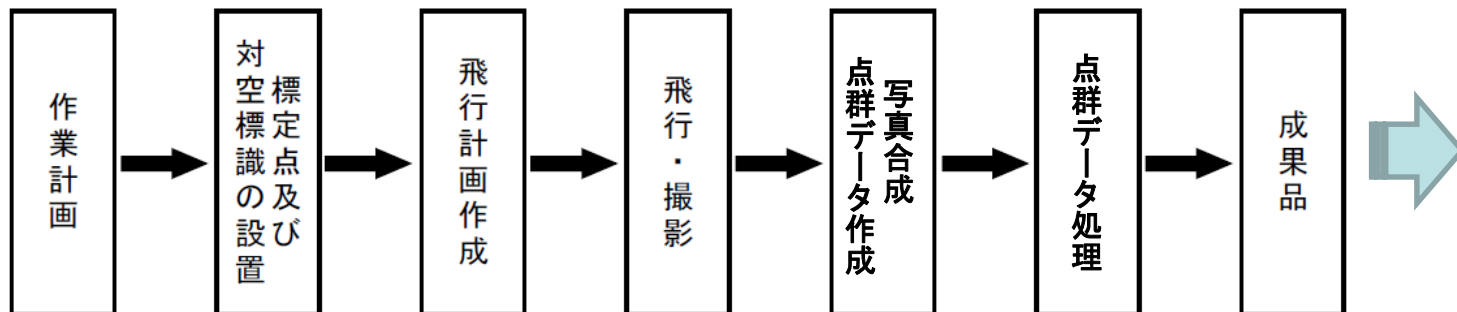 作業計画
標定点及び
対空標識の設置
飛行計画作成
飛行・撮影
写真合成
点群データ作成
点群データ処理
成果品